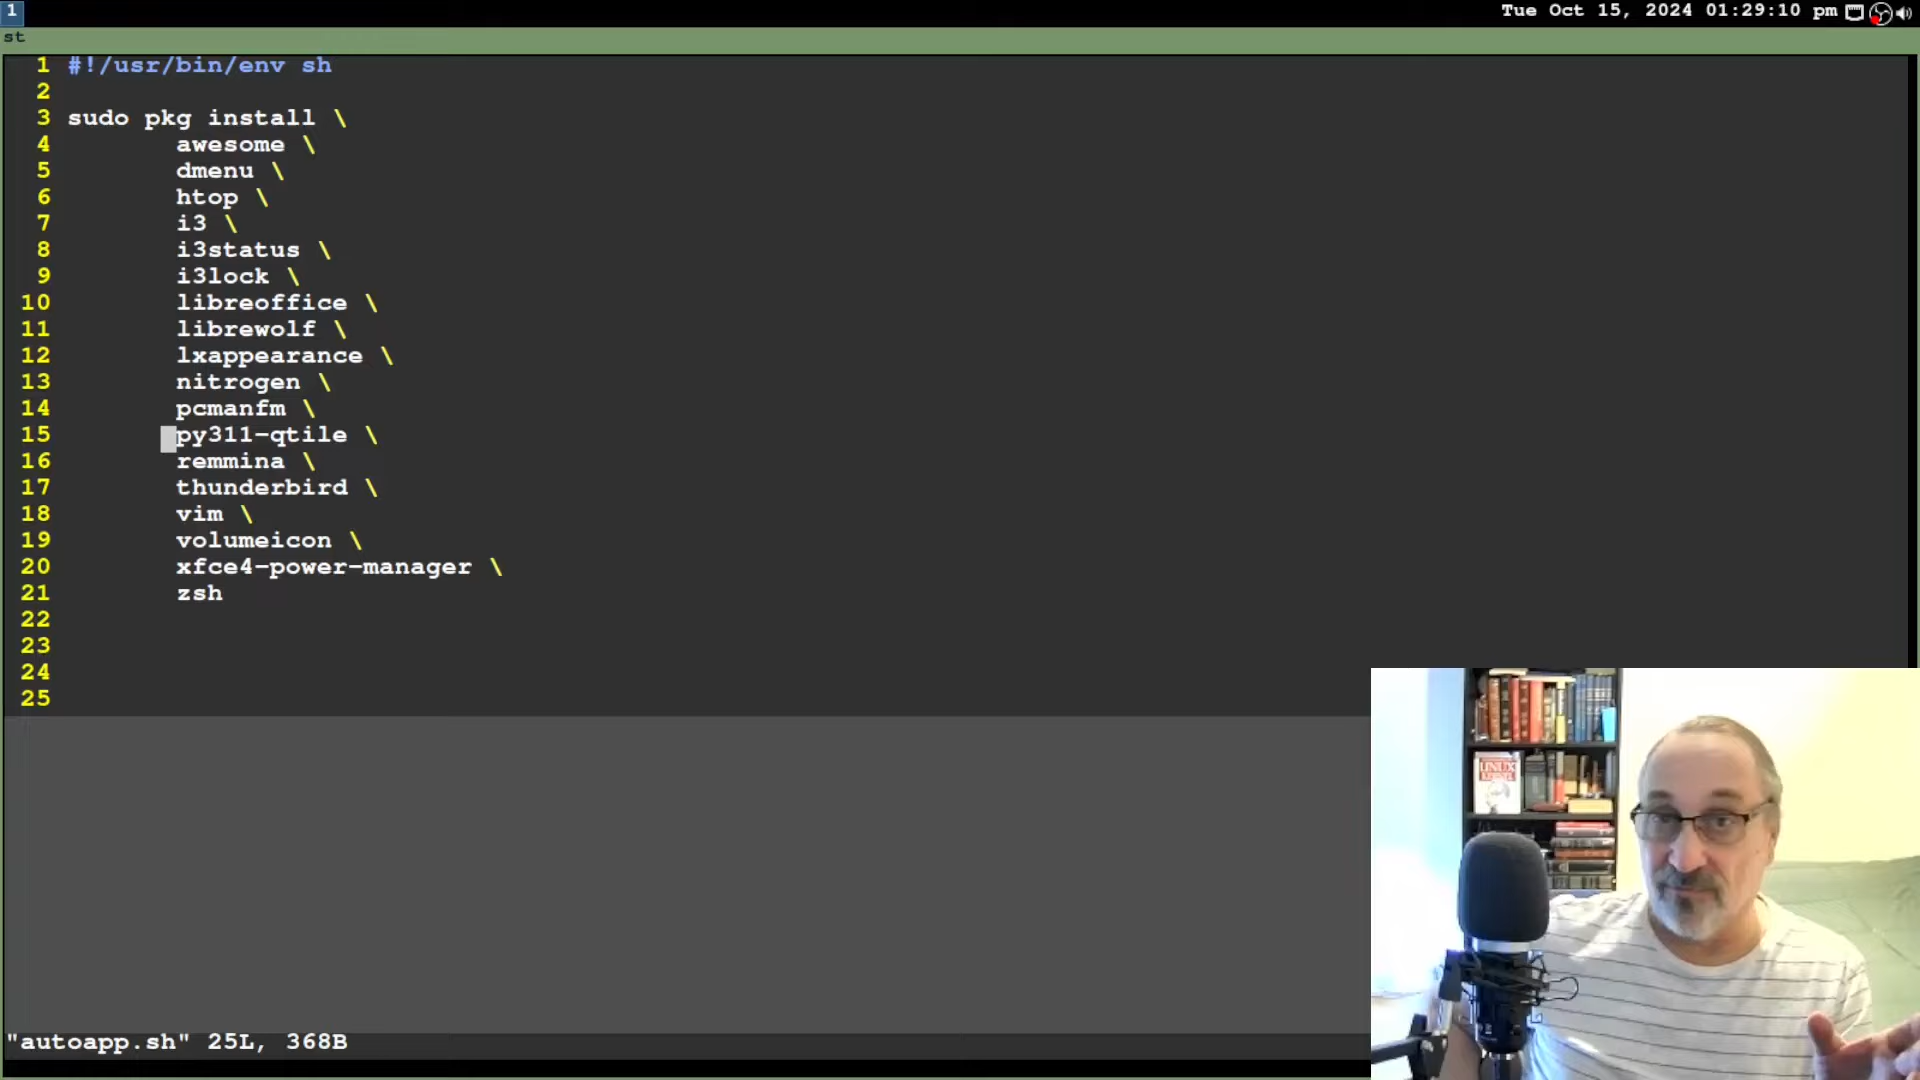 1
Tue Oct 15, 2024 01:29:10 pm
st
1 #!/usr/bin/env sh
2
3 sudo pkg install \
4 awesome \
5 dmenu \
6 htop \
7 i3 \
8 i3status \
9 i3lock \
10 libreoffice \
11 librewolf \
12 lxappearance \
13 nitrogen \
14 pcmanfm \
15 py311-qtile \
16 remmina \
17 thunderbird \
18 vim \
19 volumeicon \
20 xfce4-power-manager \
21 zsh
22
23
24
25
"autoapp.sh" 25L, 368B